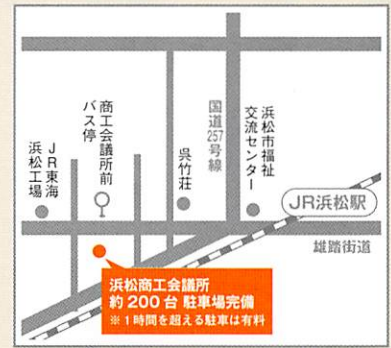 国道257号線
浜松市福祉
交流センター
呉竹荘
商工会議所前
バス停
JR東海
浜松工場
JR浜松駅
雄踏街道
浜松商工会議所
約200台 駐車場完備
※1時間を超える駐車は有料